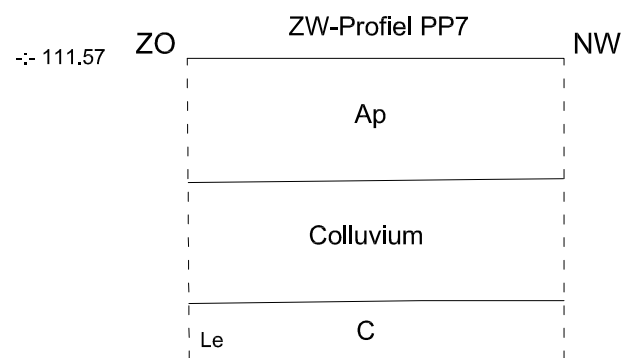 ZW-Profiel PP7
-:- 111.57 ZO NW
Ap
Colluvium
Le C